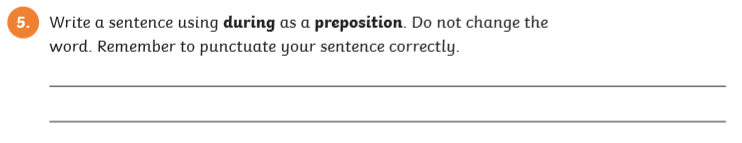 5. Write a sentence using during as a preposition. Do not change the
word. Remember to punctuate your sentence correctly.